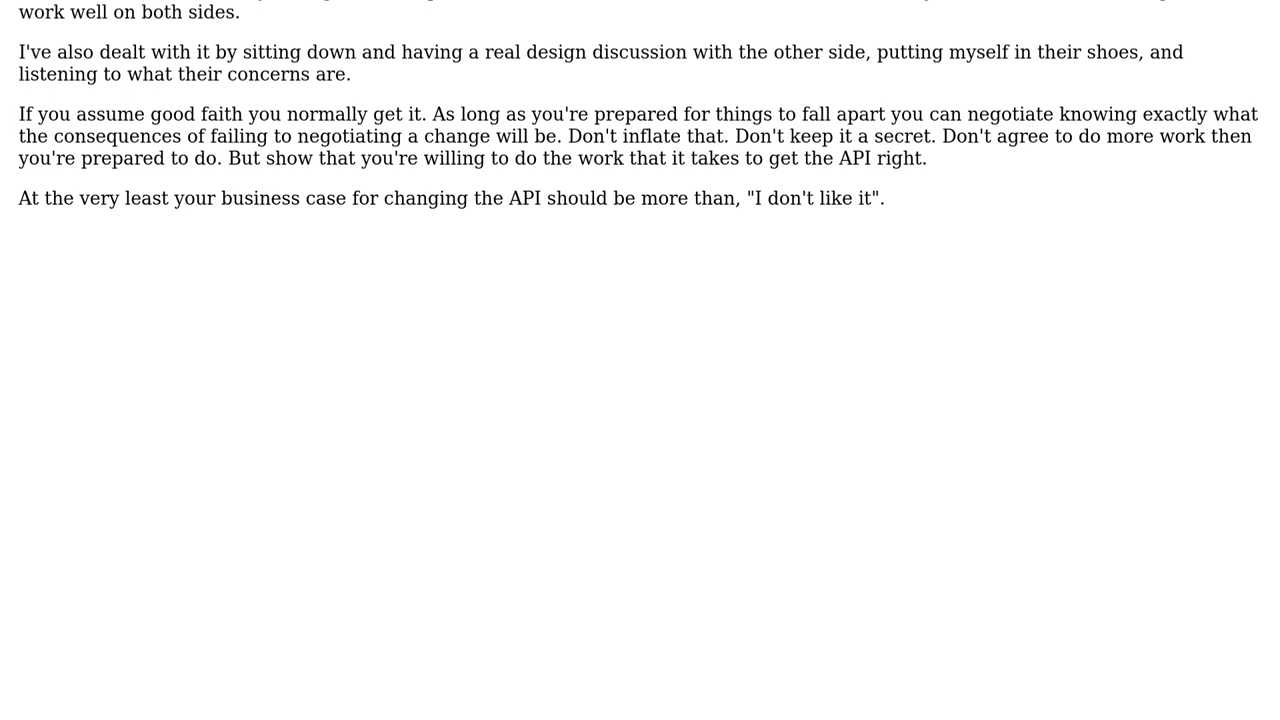 work well on both sides.
I've also dealt with it by sitting down and having a real design discussion with the other side, putting myself in their shoes, and
listening to what their concerns are.
If you assume good faith you normally get it. As long as you're prepared for things to fall apart you can negotiate knowing exactly what
the consequences of failing to negotiating a change will be. Don't inflate that. Don't keep it a secret. Don't agree to do more work then
you're prepared to do. But show that you're willing to do the work that it takes to get the API right.
At the very least your business case for changing the API should be more than, "I don't like it".